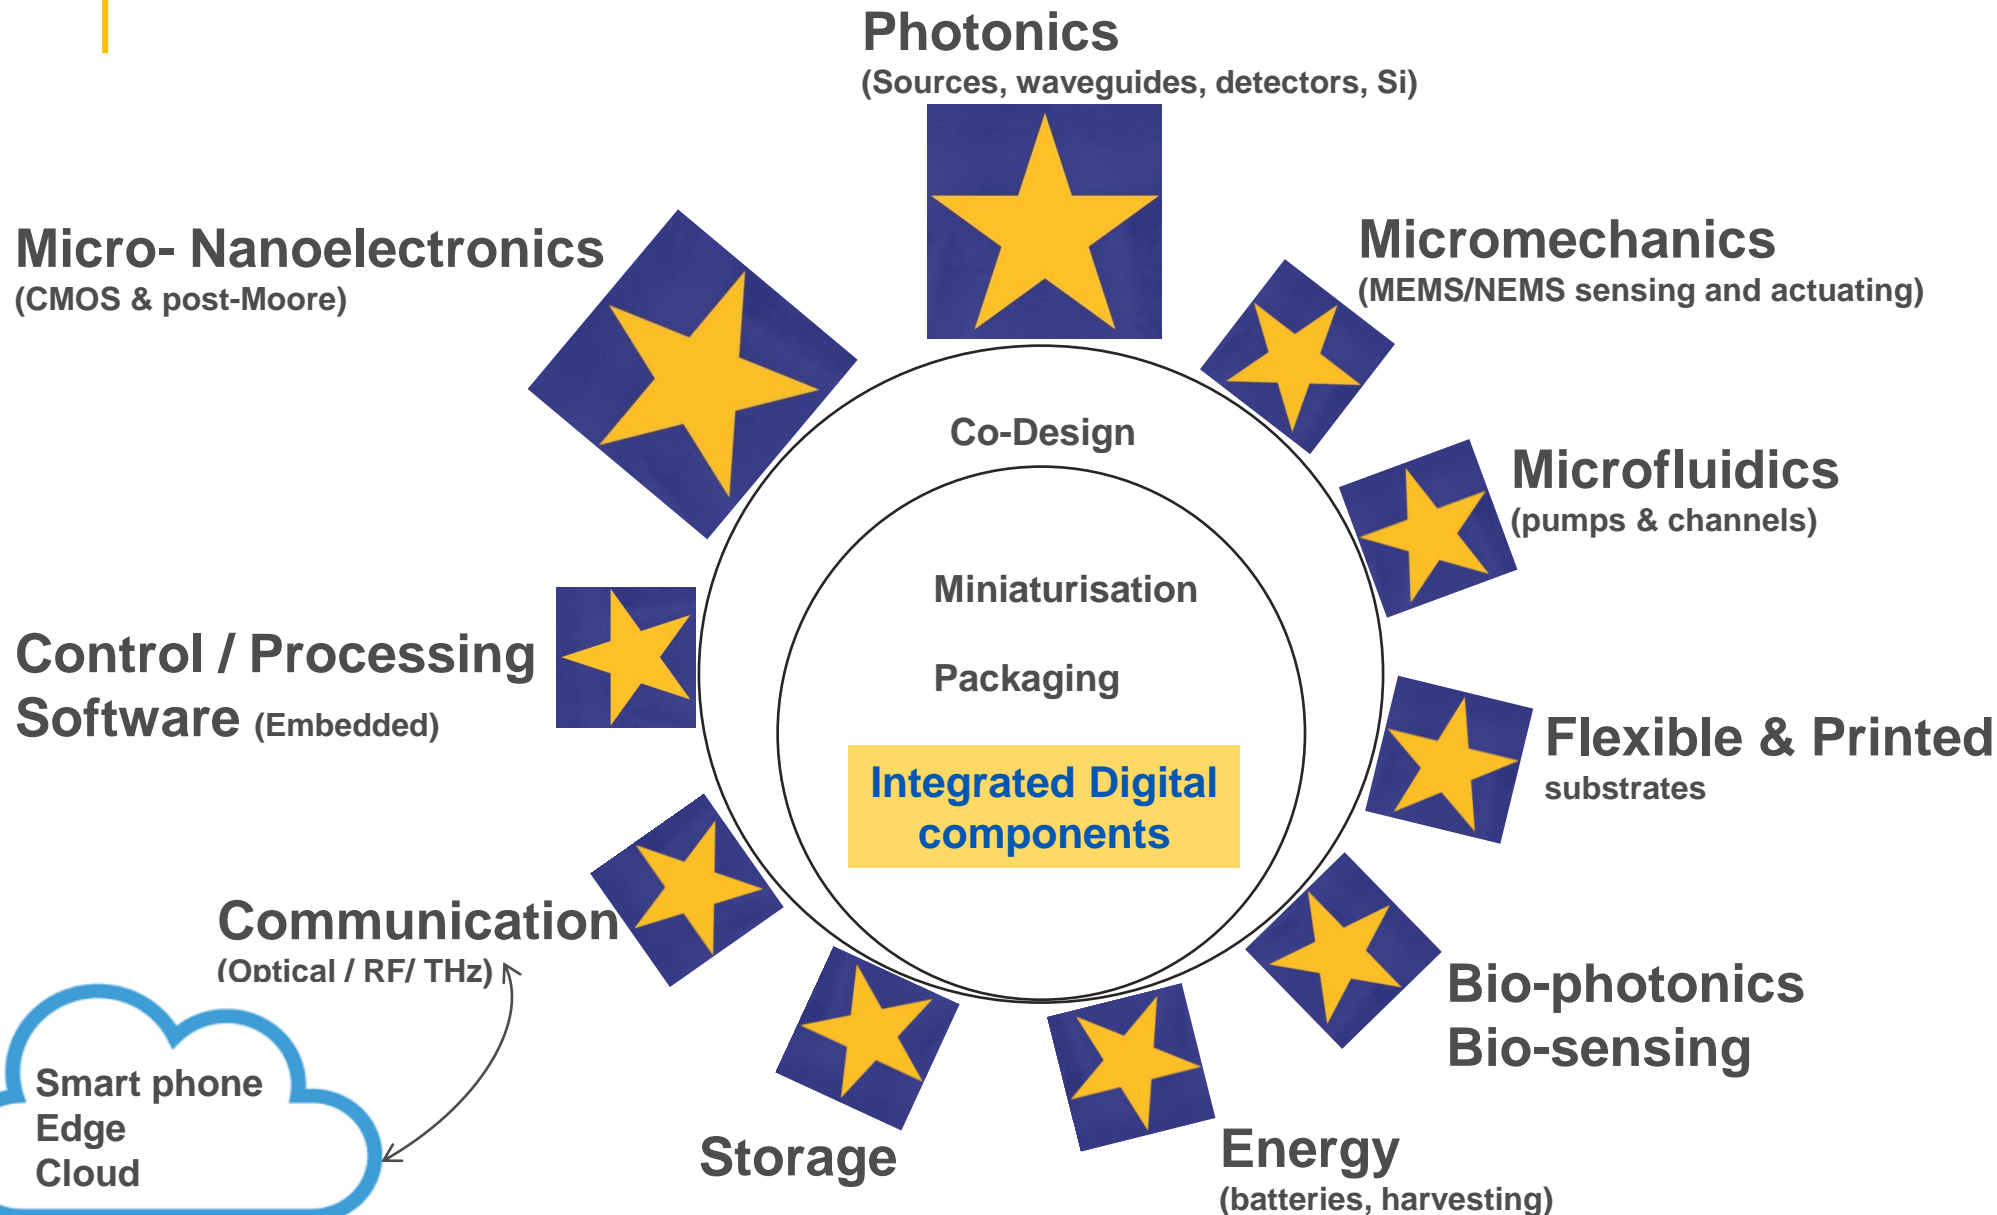 Photonics
(Sources, waveguides, detectors, Si)
Micro- Nanoelectronics
(CMOS & post-Moore)
Micromechanics
(MEMS/NEMS sensing and actuating)
Co-Design
Microfluidics
(pumps & channels)
Miniaturisation
Packaging
Control / Processing
Software (Embedded)
Flexible & Printed
substrates
Integrated Digital
components
Communication
(Optical / RF/ THz)
Bio-photonics
Bio-sensing
Smart phone
Edge
Cloud
Storage
Energy
(batteries, harvesting)